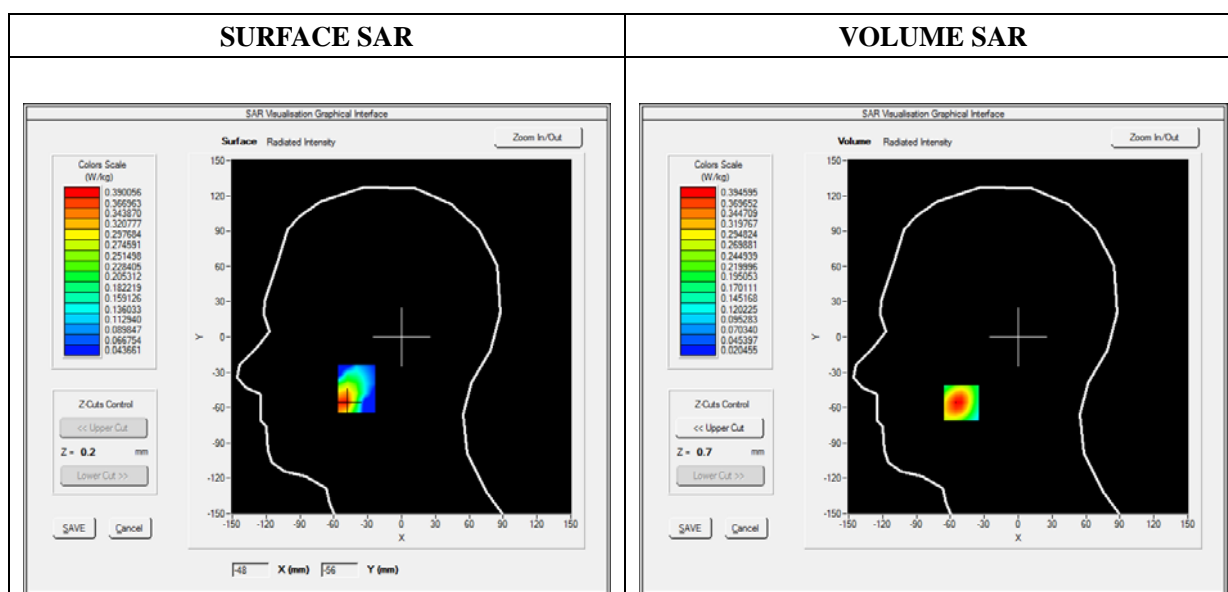 SURFACE SAR
VOLUME SAR
SAR Visualisation Graphical Interface
Surface Radiated Intensity
Zoom In/Out
Colors Scale
(W/kg)
0.390056
0.366963
0.343870
0.320777
0.297684
0.274591
0.251498
0.228405
0.205312
0.182219
0.159126
0.136033
0.112940
0.089847
0.066754
0.043661
150
120
90
60
30
0
-30
-60
-90
-120
-150
Y
-150 -120 -90 -60 -30 0 30 60 90 120 150
X
Z-Cuts Control
<< Upper Cut
Z = 0.2 mm
Lower Cut >>
SAVE Cancel
-48 X (mm) -56 Y (mm)
SAR Visualisation Graphical Interface
Volume Radiated Intensity
Zoom In/Out
Colors Scale
(W/kg)
0.394595
0.369652
0.344709
0.319767
0.294824
0.269881
0.244939
0.219996
0.195053
0.170111
0.145168
0.120225
0.095283
0.070340
0.045397
0.020455
150
120
90
60
30
0
-30
-60
-90
-120
-150
Y
-150 -120 -90 -60 -30 0 30 60 90 120 150
X
Z-Cuts Control
<< Upper Cut
Z = 0.7 mm
Lower Cut >>
SAVE Cancel